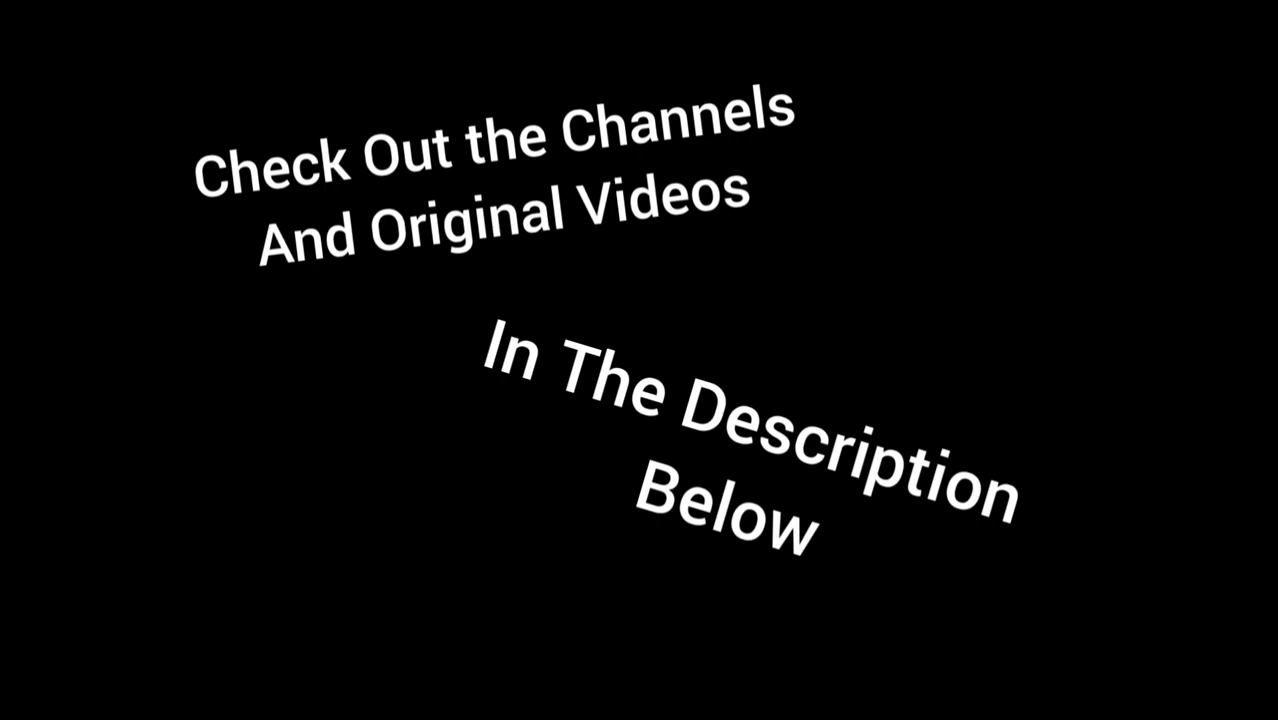 Check Out the Channels
And Original Videos
In The Description
Below